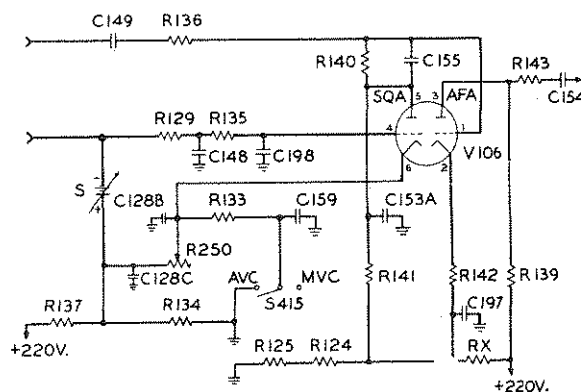 C149 R136
R140 C155 R143
SQA 5 3 AFA C154
R129 R135 4 1
C148 C198 6 2 V106
S - + C128B R133 C159 C153A
R250
C128C AVC S415 MVC R141 R142 R139
R137 R134 C197
+220V. R125 R124 RX
+220V.